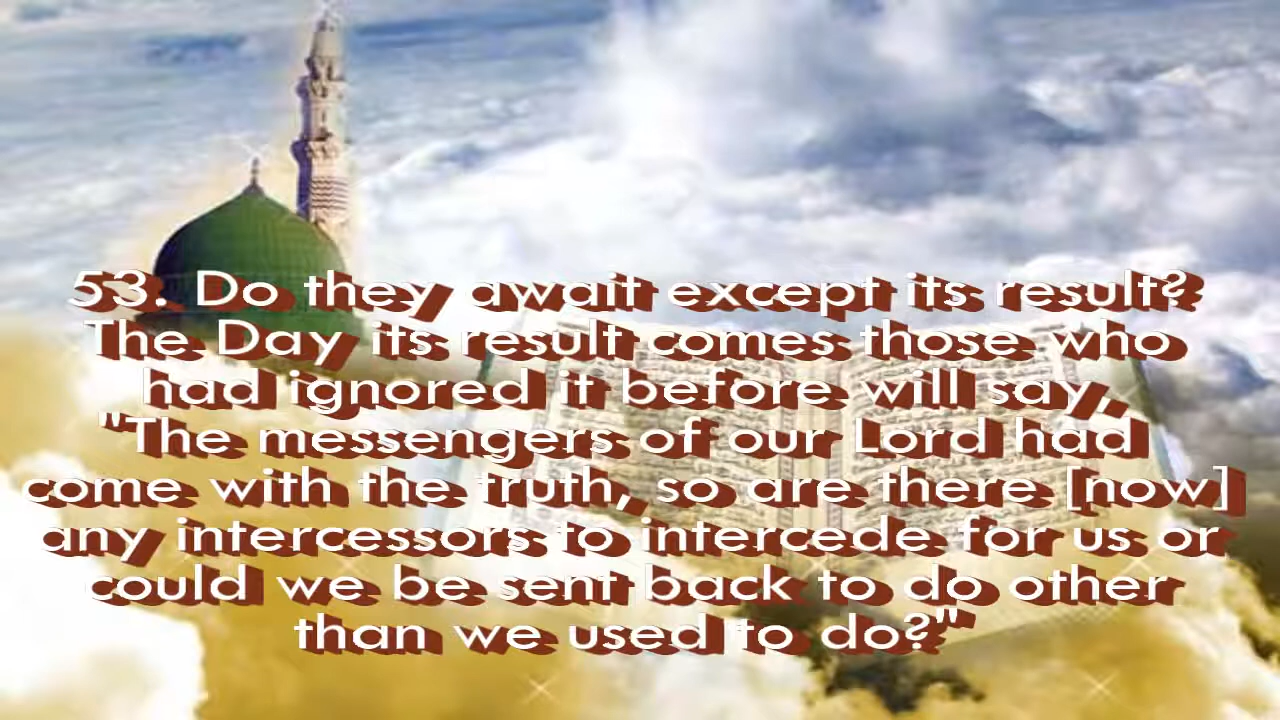 53. Do they await except its result?
The Day its result comes those who
had ignored it before will say,
"The messengers of our Lord had
come with the truth, so are there [now]
any intercessors to intercede for us or
could we be sent back to do other
than we used to do?"